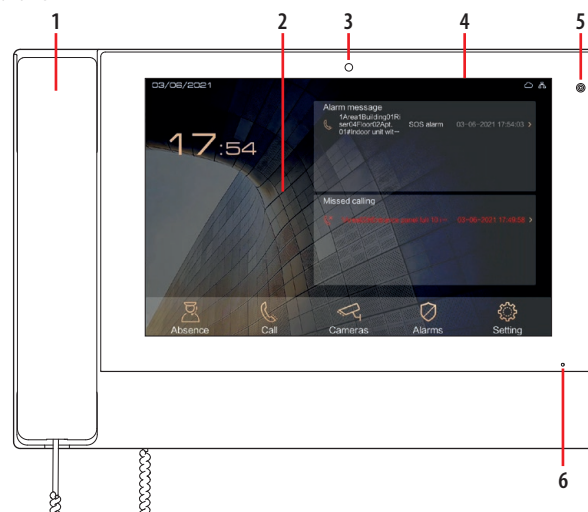 1
2
3
4
5
03/06/2021
17:54
Alarm message
1Area1Building01Ri
ser04Floor02Apt.
01#Indoor unit wit---
SOS alarm
03-06-2021 17:54:03 >
Missed calling
03-06-2021 17:48:58 >
Absence
Call
Cameras
Alarms
Setting
6